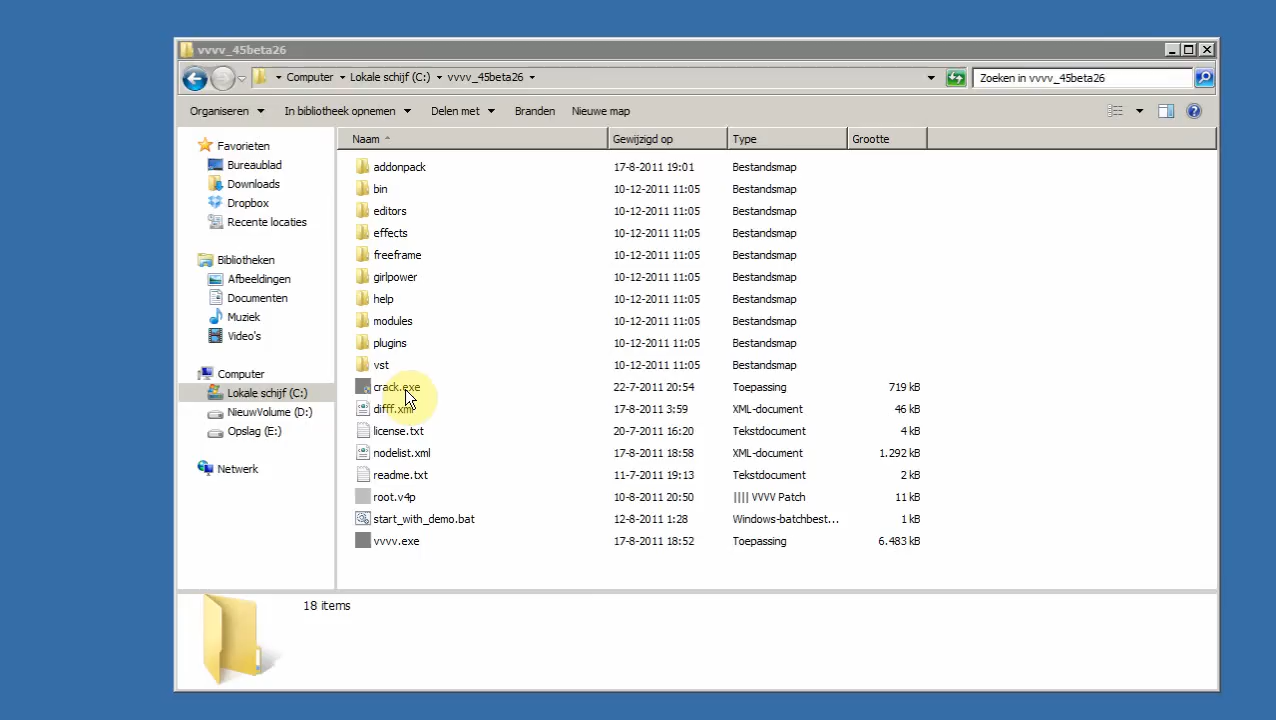 vvvv_45beta26
Computer Lokale schijf (C:) vvvv_45beta26
Zoeken in vvvv_45beta26
Organiseren In bibliotheek opnemen Delen met Branden Nieuwe map
Favorieten
Bureaublad
Downloads
Dropbox
Recente locaties
Bibliotheken
Afbeeldingen
Documenten
Muziek
Video's
Computer
Lokale schijf (C:)
NieuwVolume (D:)
Opslag (E:)
Netwerk
Naam Gewijzigd op Type Grootte
addonpack 17-8-2011 19:01 Bestandsmap
bin 10-12-2011 11:05 Bestandsmap
editors 10-12-2011 11:05 Bestandsmap
effects 10-12-2011 11:05 Bestandsmap
freeframe 10-12-2011 11:05 Bestandsmap
girlpower 10-12-2011 11:05 Bestandsmap
help 10-12-2011 11:05 Bestandsmap
modules 10-12-2011 11:05 Bestandsmap
plugins 10-12-2011 11:05 Bestandsmap
vst 10-12-2011 11:05 Bestandsmap
crack.exe 22-7-2011 20:54 Toepassing 719 kB
difff.xml 17-8-2011 3:59 XML-document 46 kB
license.txt 20-7-2011 16:20 Tekstdocument 4 kB
nodelist.xml 17-8-2011 18:58 XML-document 1.292 kB
readme.txt 11-7-2011 19:13 Tekstdocument 2 kB
root.v4p 10-8-2011 20:50 |||| VVVV Patch 11 kB
start_with_demo.bat 12-8-2011 1:28 Windows-batchbest... 1 kB
vvvv.exe 17-8-2011 18:52 Toepassing 6.483 kB
18 items